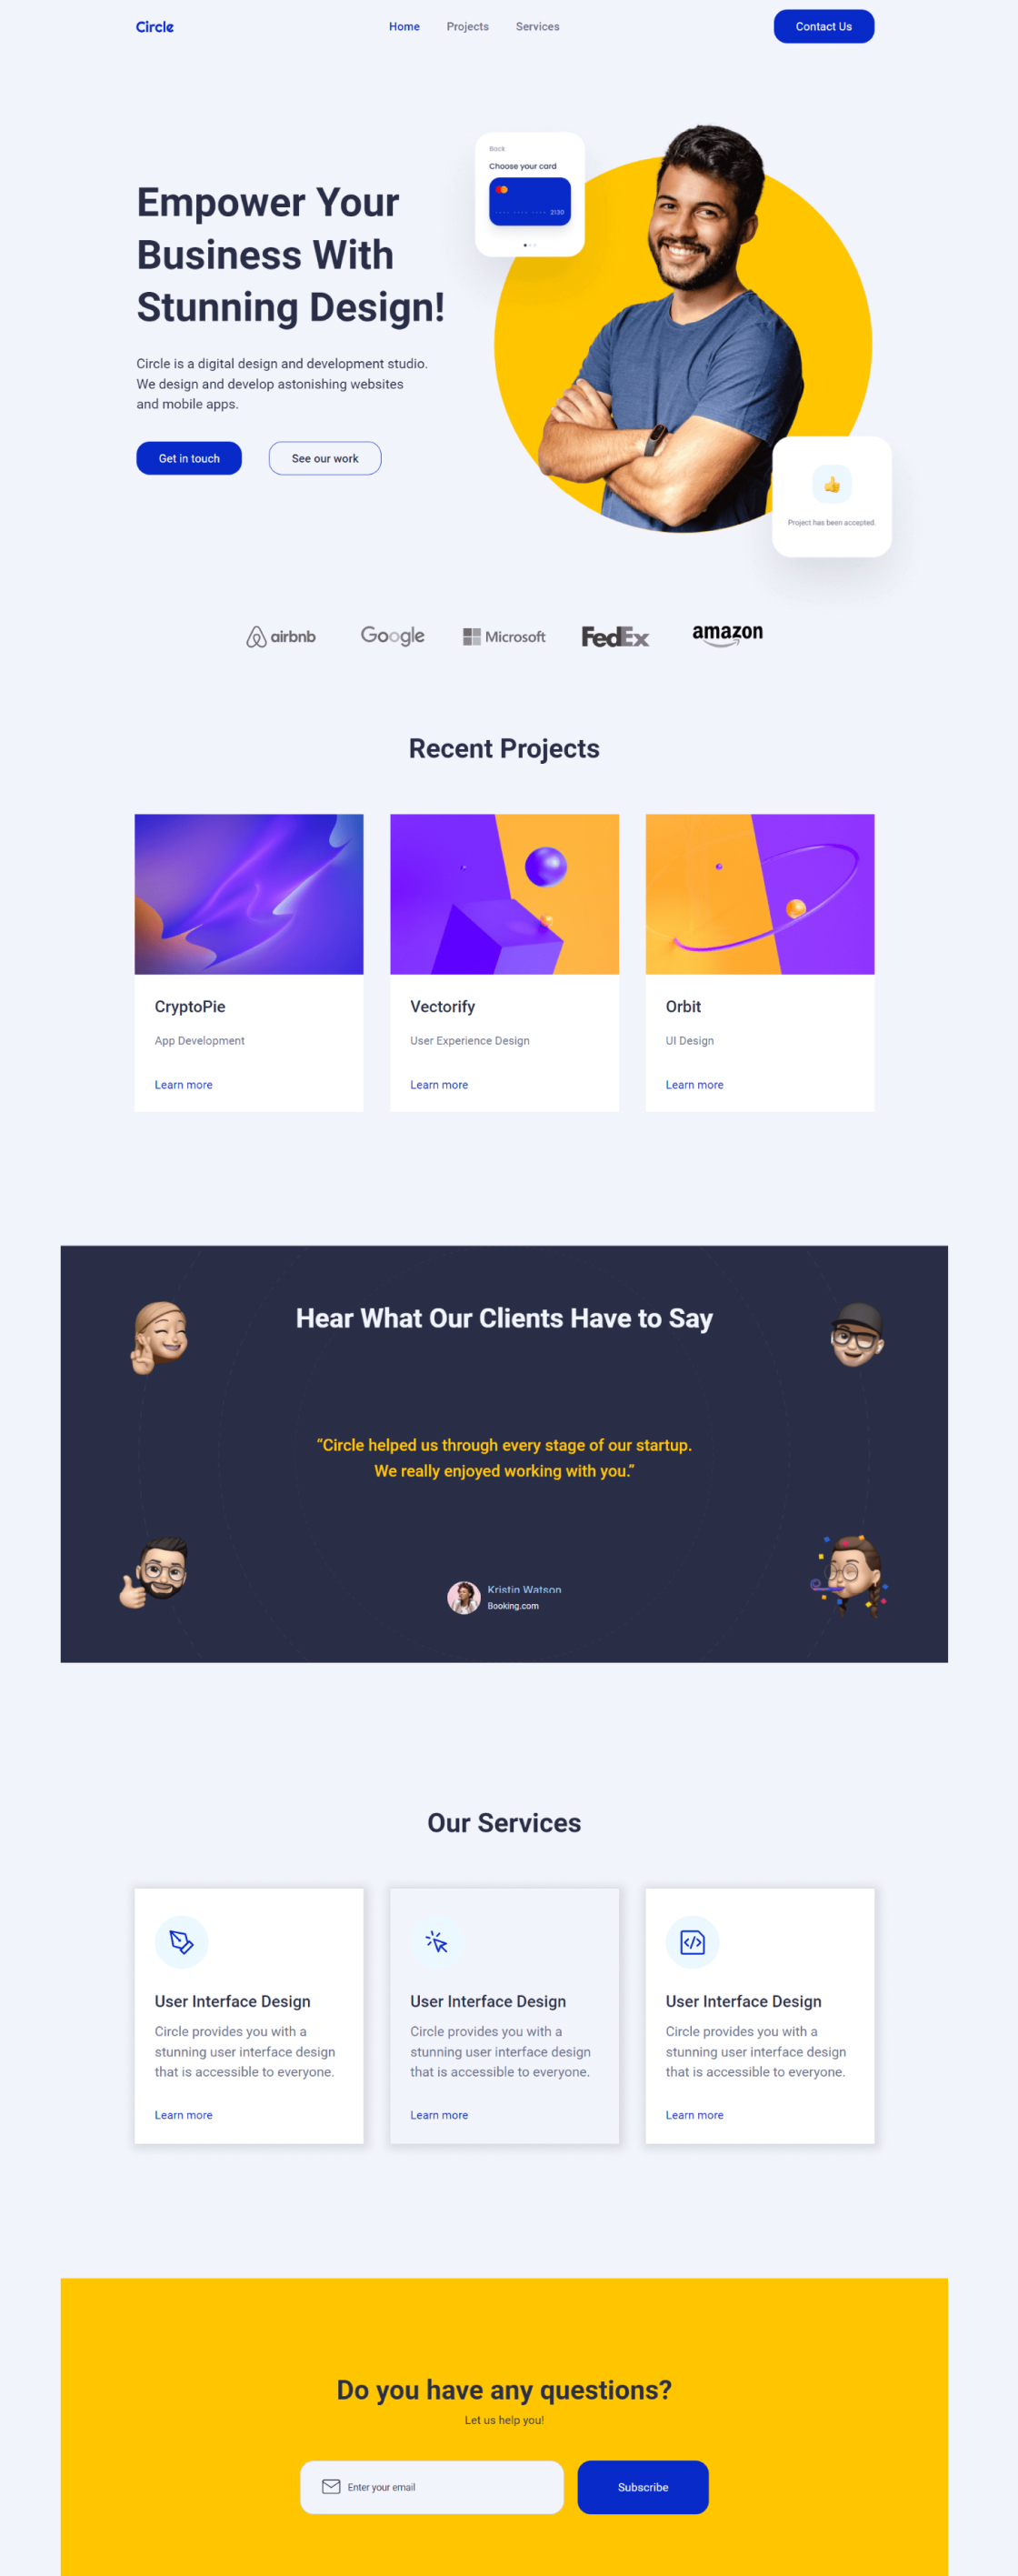 Circle
Home
Projects
Services
Contact Us
Back
Choose your card
2130
Empower Your
Business With
Stunning Design!
Circle is a digital design and development studio.
We design and develop astonishing websites
and mobile apps.
Get in touch
See our work
Project has been accepted.
airbnb
Google
Microsoft
FedEx
amazon
Recent Projects
CryptoPie
App Development
Learn more
Vectorify
User Experience Design
Learn more
Orbit
UI Design
Learn more
Hear What Our Clients Have to Say
“Circle helped us through every stage of our startup.
We really enjoyed working with you.”
Kristin Watson
Booking.com
Our Services
User Interface Design
Circle provides you with a
stunning user interface design
that is accessible to everyone.
Learn more
User Interface Design
Circle provides you with a
stunning user interface design
that is accessible to everyone.
Learn more
User Interface Design
Circle provides you with a
stunning user interface design
that is accessible to everyone.
Learn more
Do you have any questions?
Let us help you!
Enter your email
Subscribe